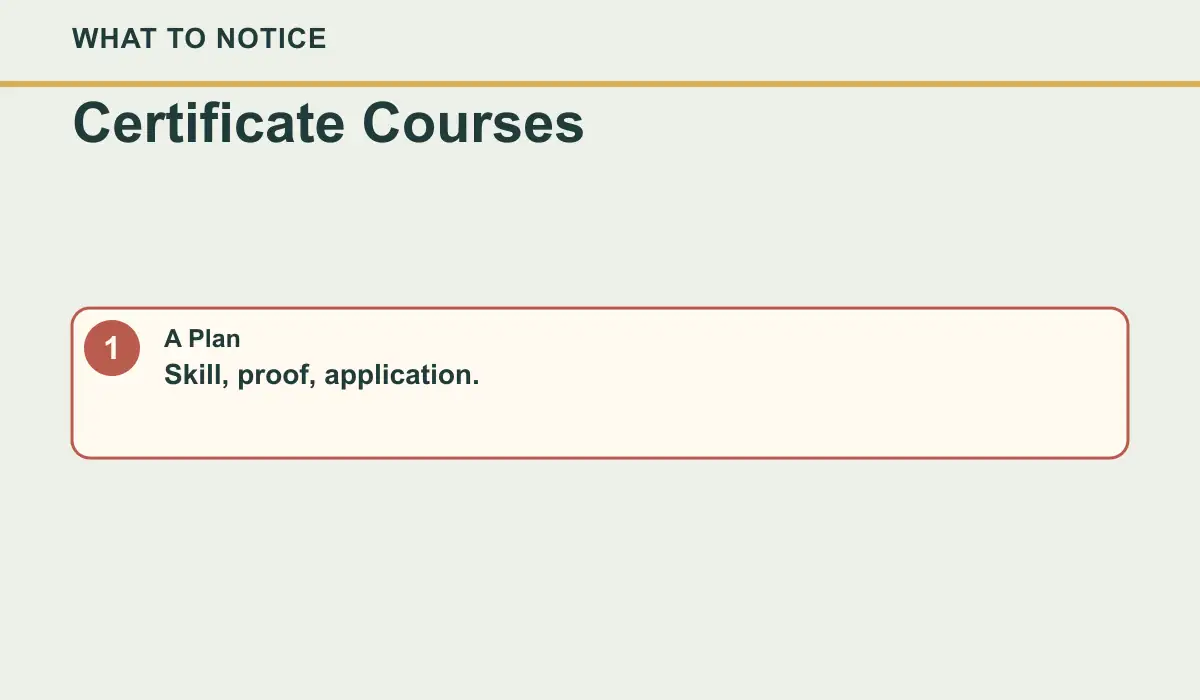 WHAT TO NOTICE
Certificate Courses
1
A Plan
Skill, proof, application.